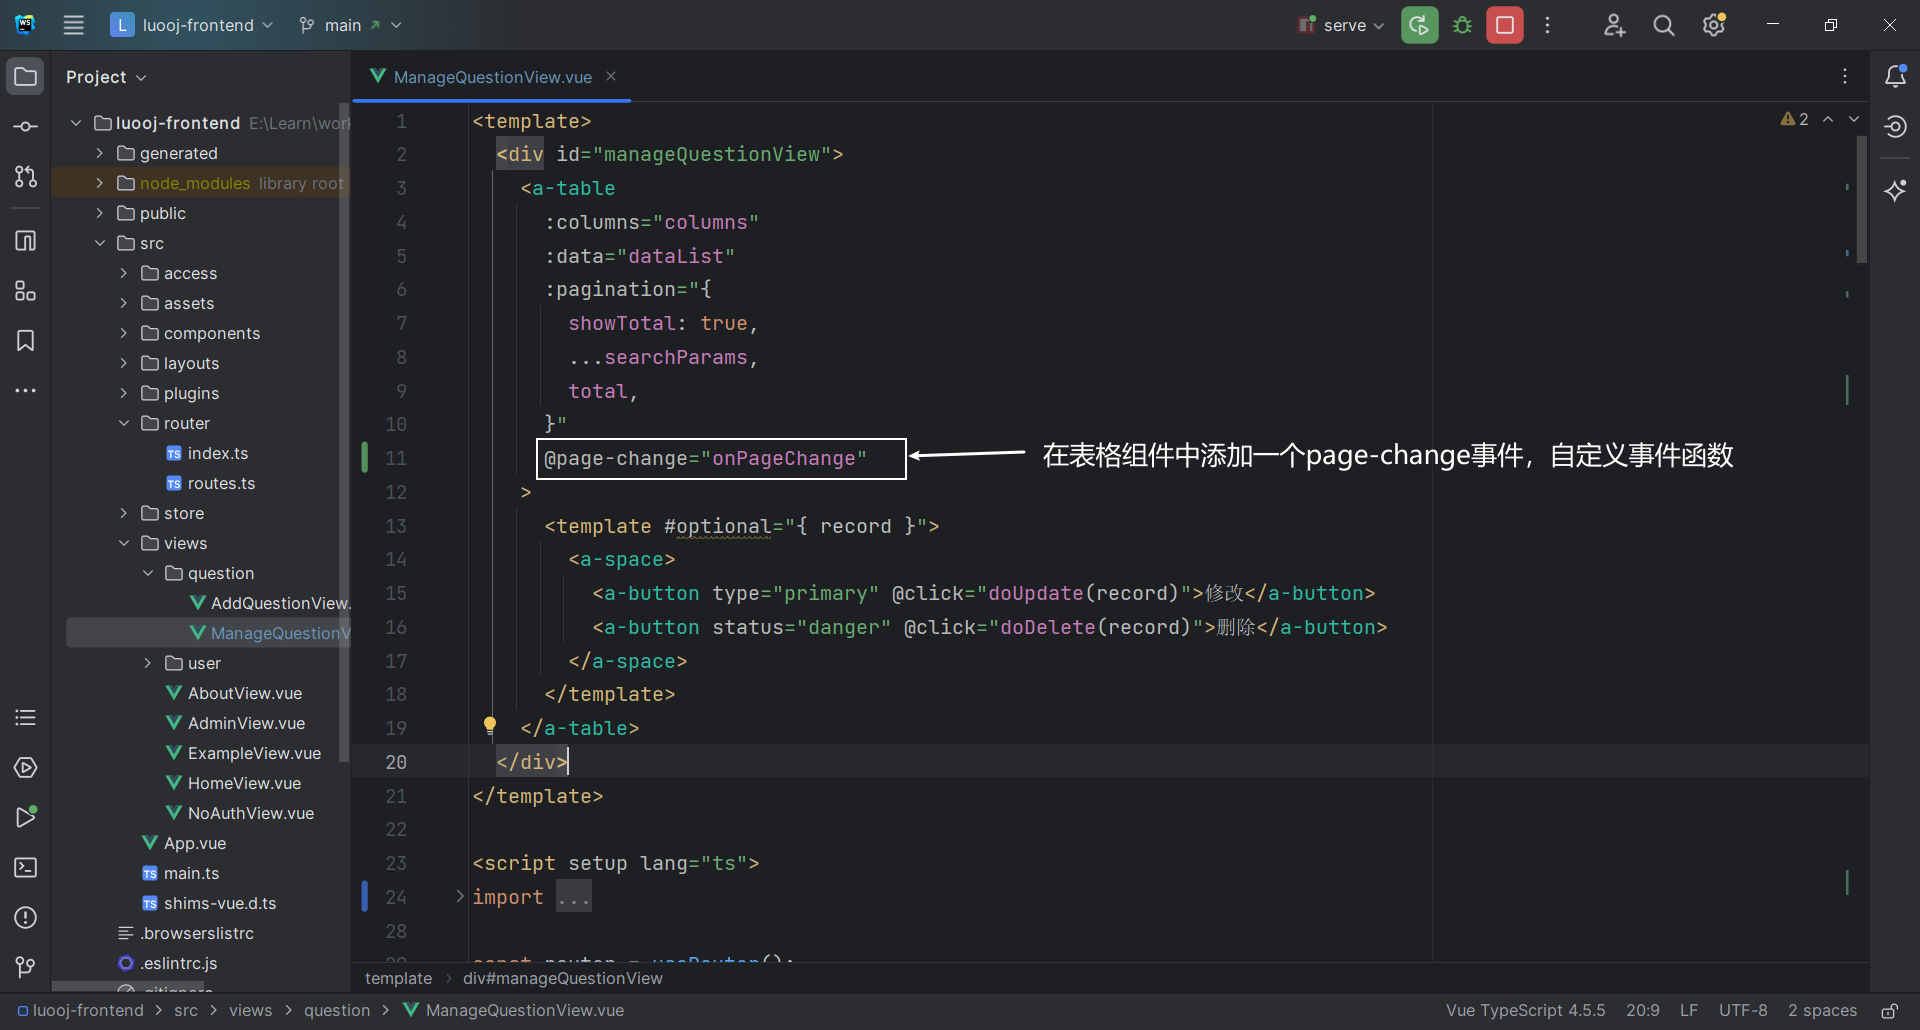 L luooj-frontend main serve
Project
ManageQuestionView.vue
luooj-frontend E:\Learn\work
generated
node_modules library root
public
src
access
assets
components
layouts
plugins
router
index.ts
routes.ts
store
views
question
AddQuestionView.
ManageQuestionV
user
AboutView.vue
AdminView.vue
ExampleView.vue
HomeView.vue
NoAuthView.vue
App.vue
main.ts
shims-vue.d.ts
.browserslistrc
.eslintrc.js
.gitignore
2
1 <template>
2 <div id="manageQuestionView">
3 <a-table
4 :columns="columns"
5 :data="dataList"
6 :pagination="{
7 showTotal: true,
8 ...searchParams,
9 total,
10 }"
11 @page-change="onPageChange"
在表格组件中添加一个page-change事件，自定义事件函数
12 >
13 <template #optional="{ record }">
14 <a-space>
15 <a-button type="primary" @click="doUpdate(record)">修改</a-button>
16 <a-button status="danger" @click="doDelete(record)">删除</a-button>
17 </a-space>
18 </template>
19 </a-table>
20 </div>
21 </template>
22
23 <script setup lang="ts">
24 import ...
28
29 const router = useRouter();
template > div#manageQuestionView
luooj-frontend > src > views > question > ManageQuestionView.vue
Vue TypeScript 4.5.5 20:9 LF UTF-8 2 spaces